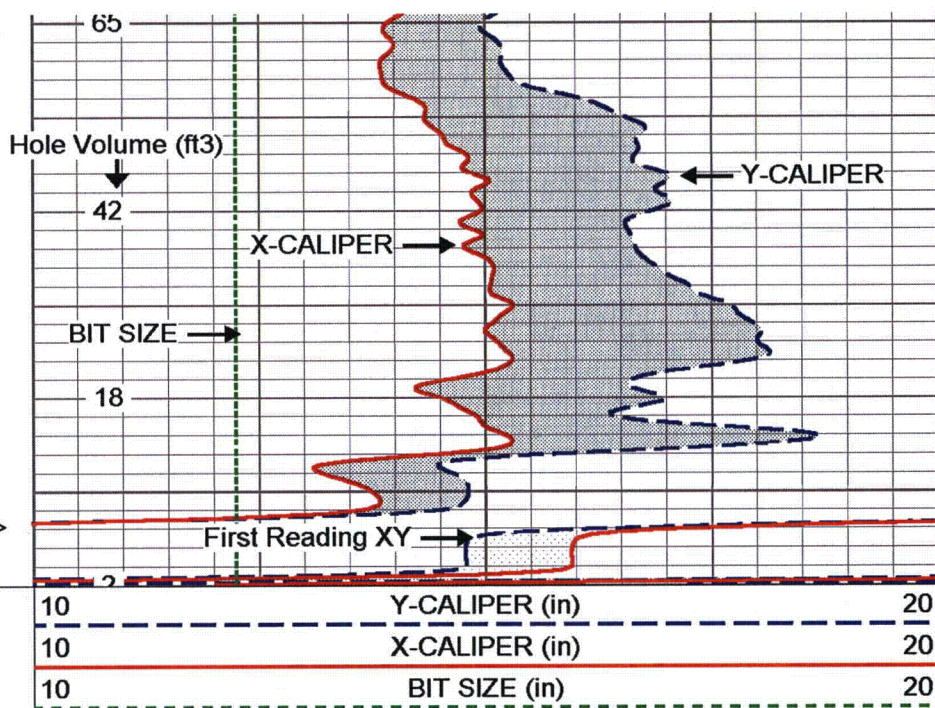 65
Hole Volume (ft3)
Y-CALIPER
42
X-CALIPER
BIT SIZE
18
First Reading XY
2
10 Y-CALIPER (in) 20
10 X-CALIPER (in) 20
10 BIT SIZE (in) 20